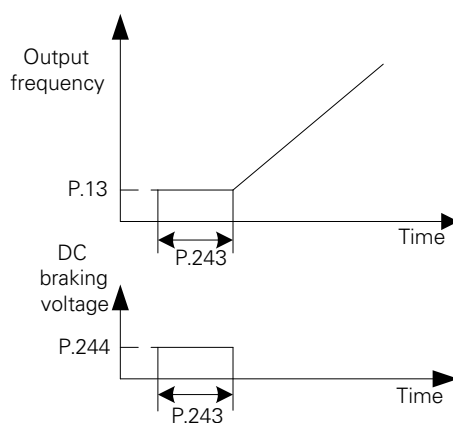 Output
frequency
P.13
Time
P.243
DC
braking
voltage
P.244
Time
P.243